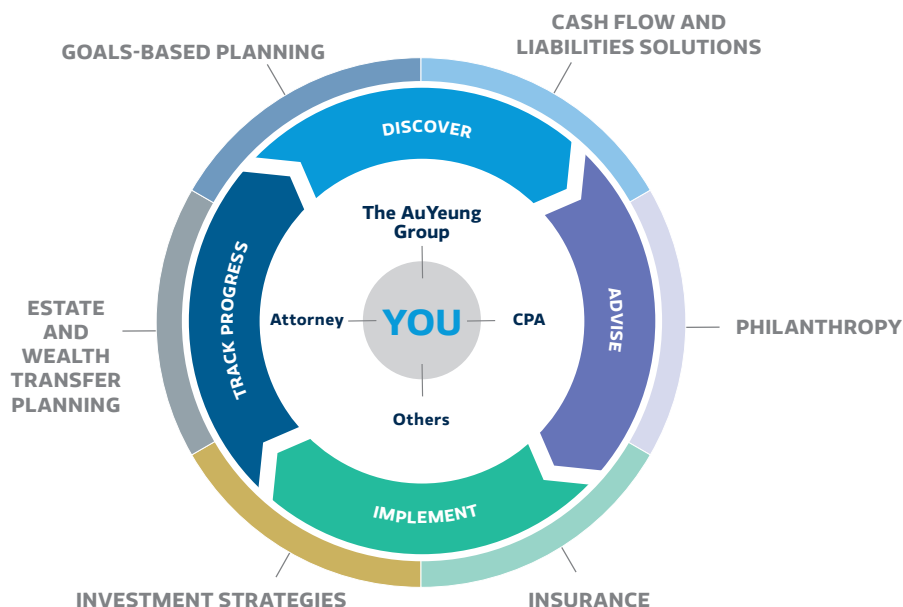 CASH FLOW AND
LIABILITIES SOLUTIONS
GOALS-BASED PLANNING
DISCOVER
The AuYeung
Group
TRACK PROGRESS
Attorney
YOU
CPA
ADVISE
ESTATE
AND
WEALTH
TRANSFER
PLANNING
PHILANTHROPY
Others
IMPLEMENT
INVESTMENT STRATEGIES
INSURANCE